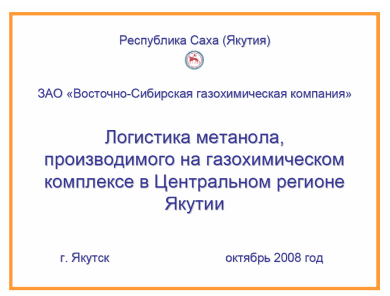 Республика Саха (Якутия)
ЗАО «Восточно-Сибирская газохимическая компания»
Логистика метанола,
производимого на газохимическом
комплексе в Центральном регионе
Якутии
г. Якутск октябрь 2008 год